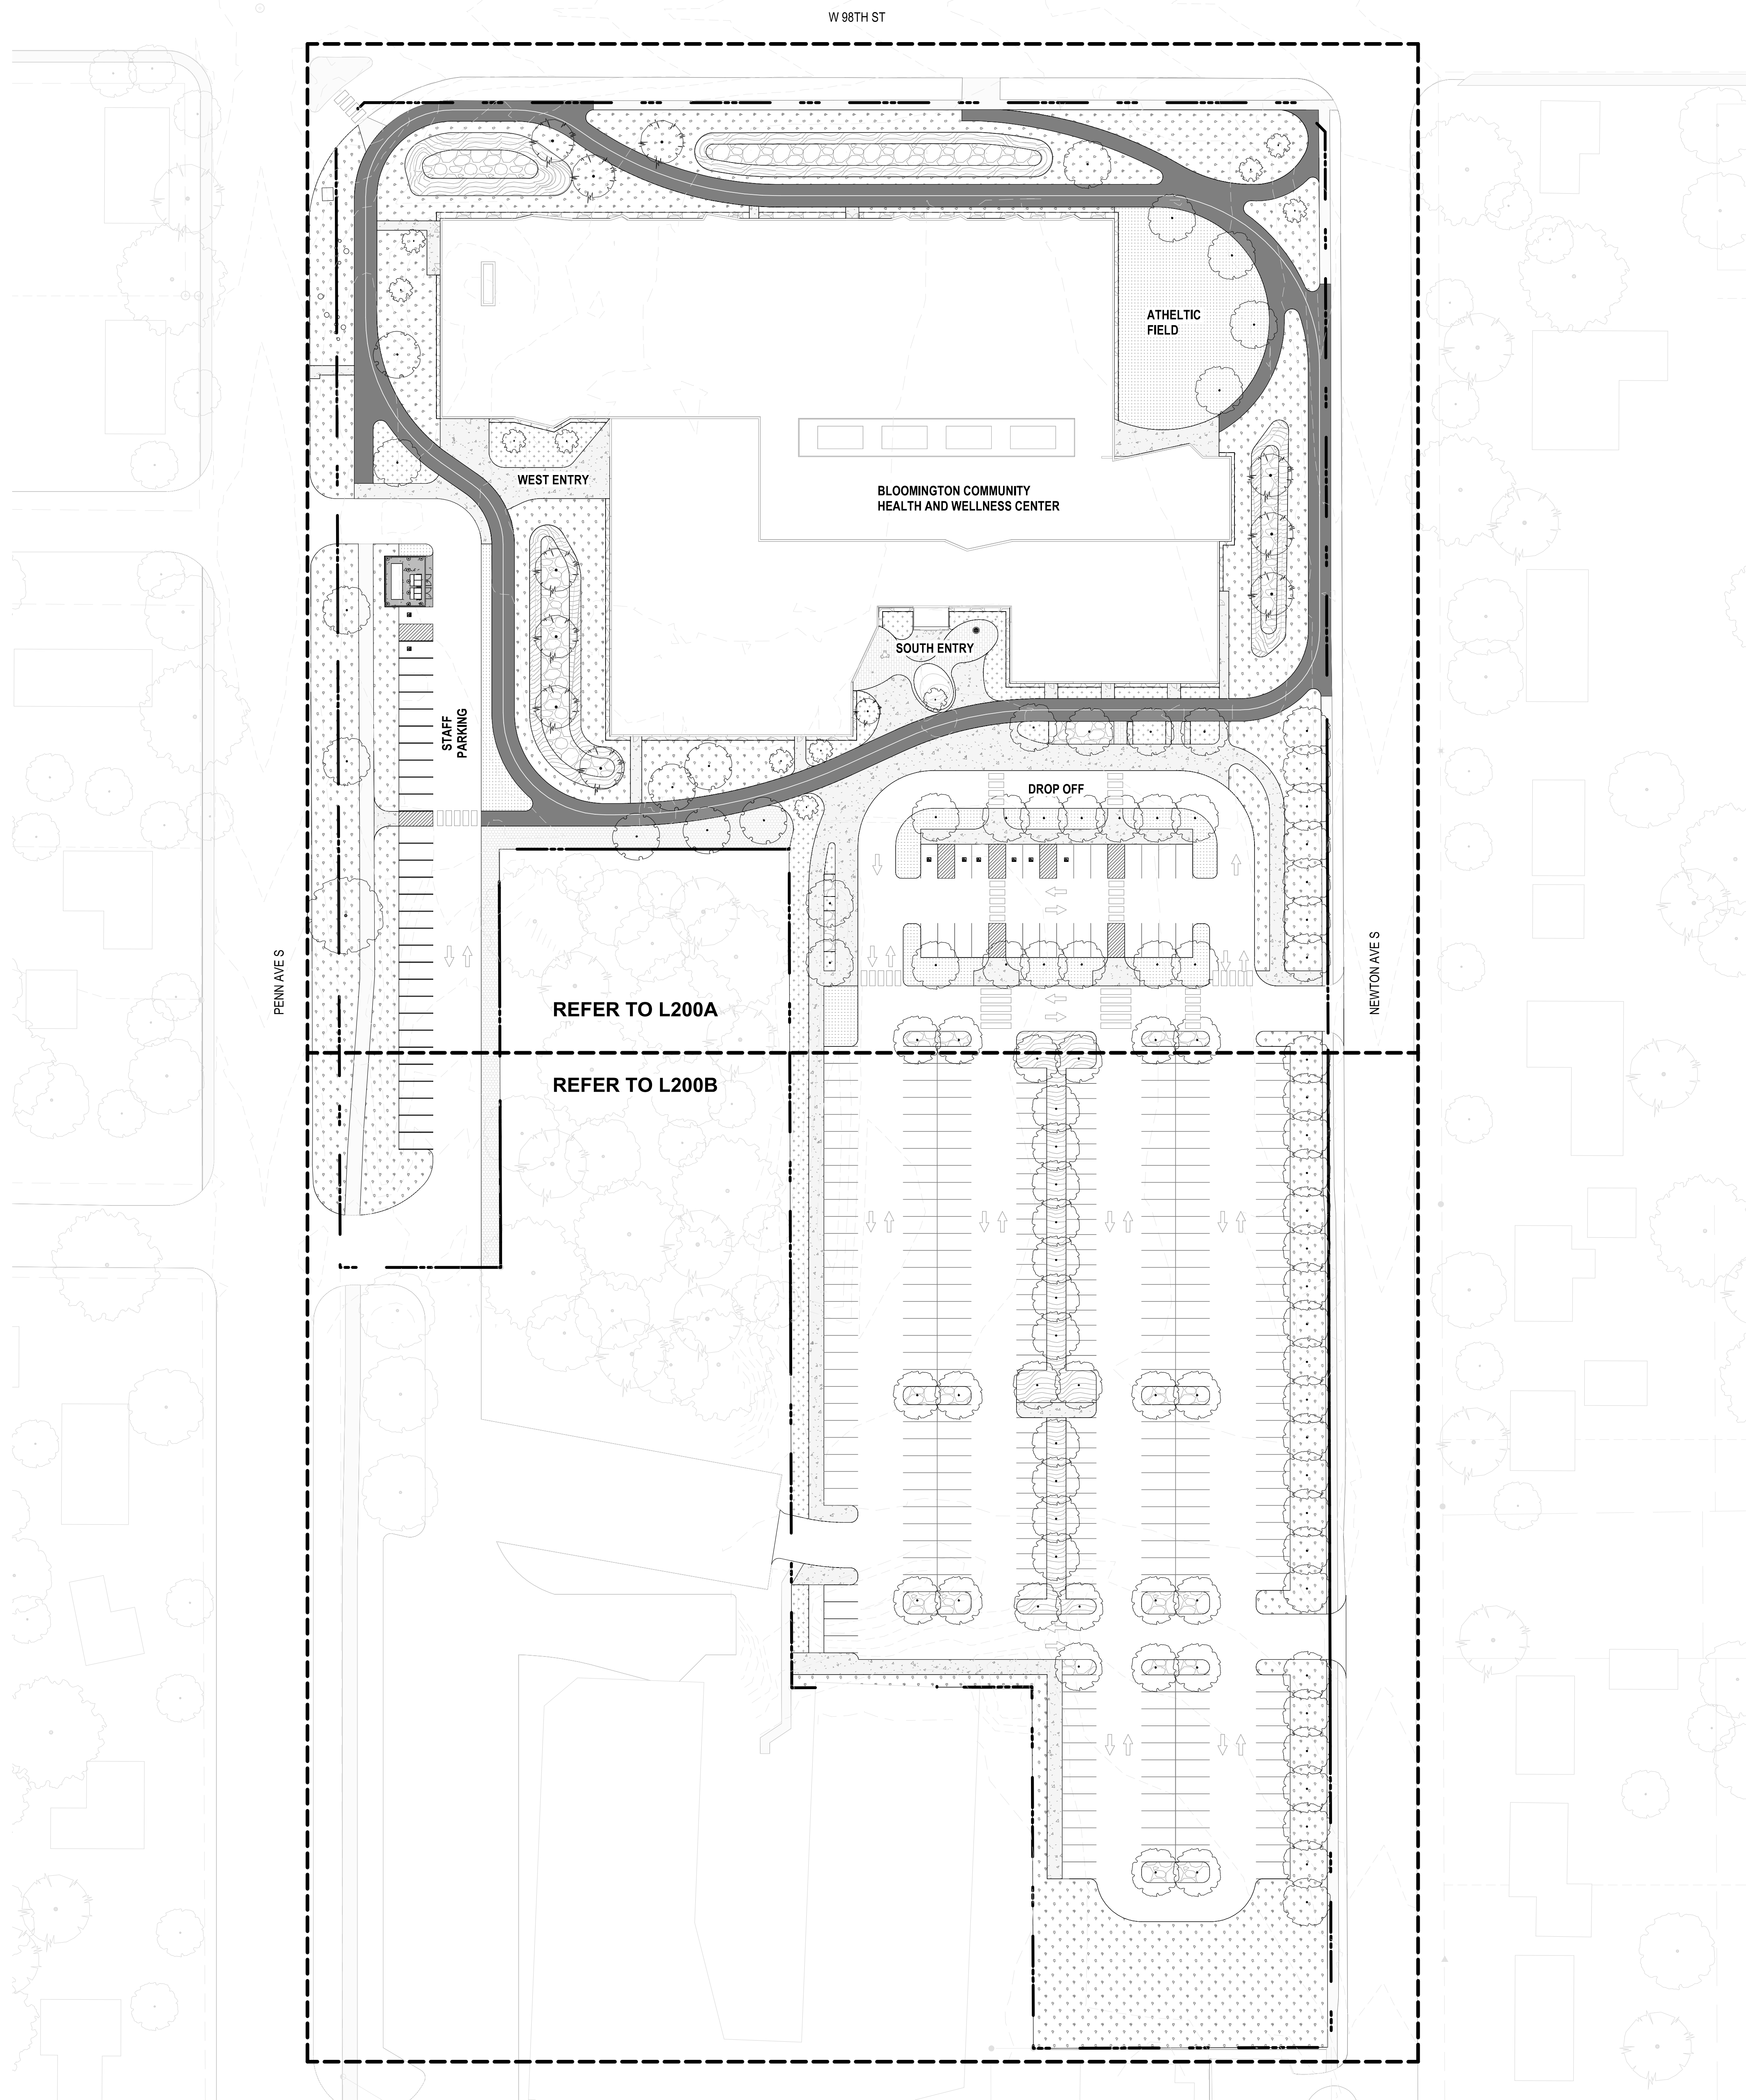 W 98TH ST
ATHELTIC
FIELD
WEST ENTRY
BLOOMINGTON COMMUNITY
HEALTH AND WELLNESS CENTER
SOUTH ENTRY
STAFF
PARKING
DROP OFF
PENN AVE S
NEWTON AVE S
REFER TO L200A
REFER TO L200B